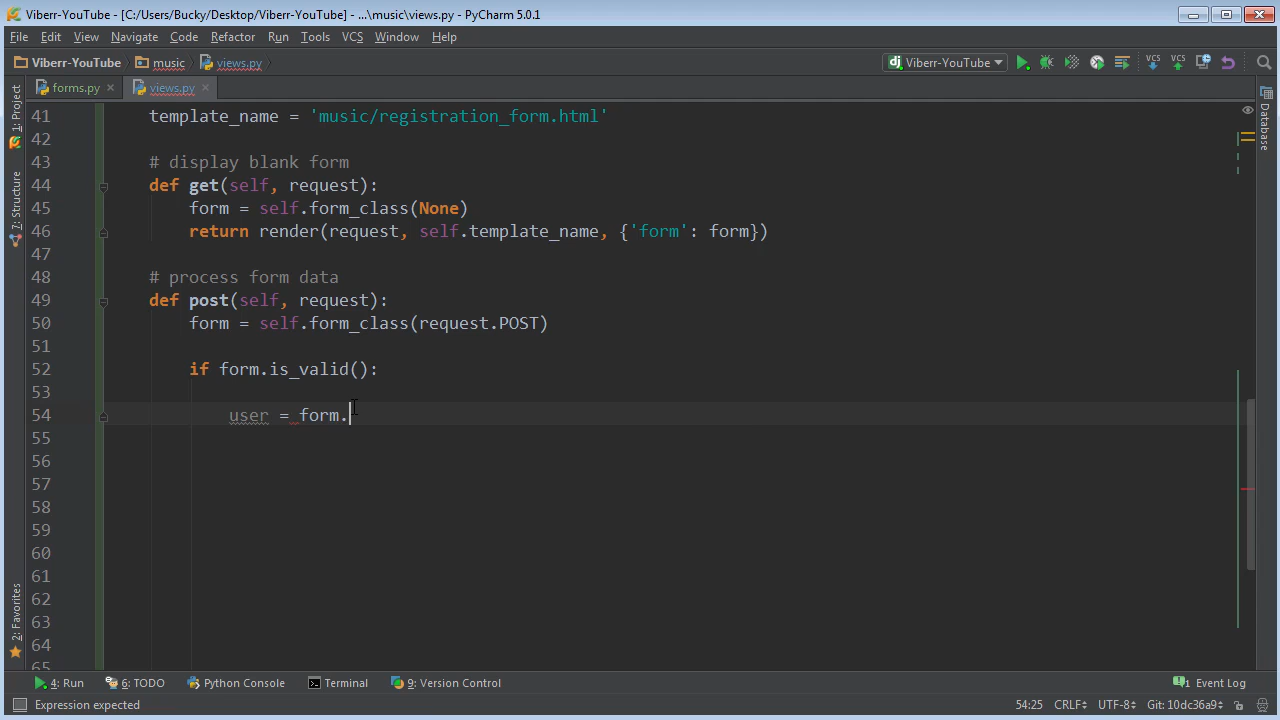 Viberr-YouTube - [C:/Users/Bucky/Desktop/Viberr-YouTube] - ...\music\views.py - PyCharm 5.0.1
File Edit View Navigate Code Refactor Run Tools VCS Window Help
Viberr-YouTube music views.py dj Viberr-YouTube VCS VCS
forms.py views.py
1: Project
7: Structure
2: Favorites
Database
41 template_name = 'music/registration_form.html'
42
43 # display blank form
44 def get(self, request):
45 form = self.form_class(None)
46 return render(request, self.template_name, {'form': form})
47
48 # process form data
49 def post(self, request):
50 form = self.form_class(request.POST)
51
52 if form.is_valid():
53
54 user = form.
55
56
57
58
59
60
61
62
63
64
65
4: Run 6: TODO Python Console Terminal 9: Version Control 1 Event Log
Expression expected 54:25 CRLF UTF-8 Git: 10dc36a9